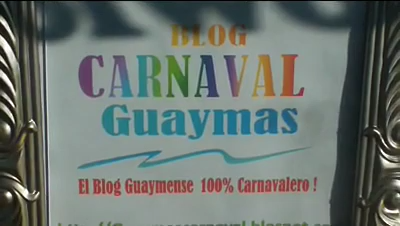 BLOG
CARNAVAL
Guaymas
El Blog Guaymense 100% Carnavalero !